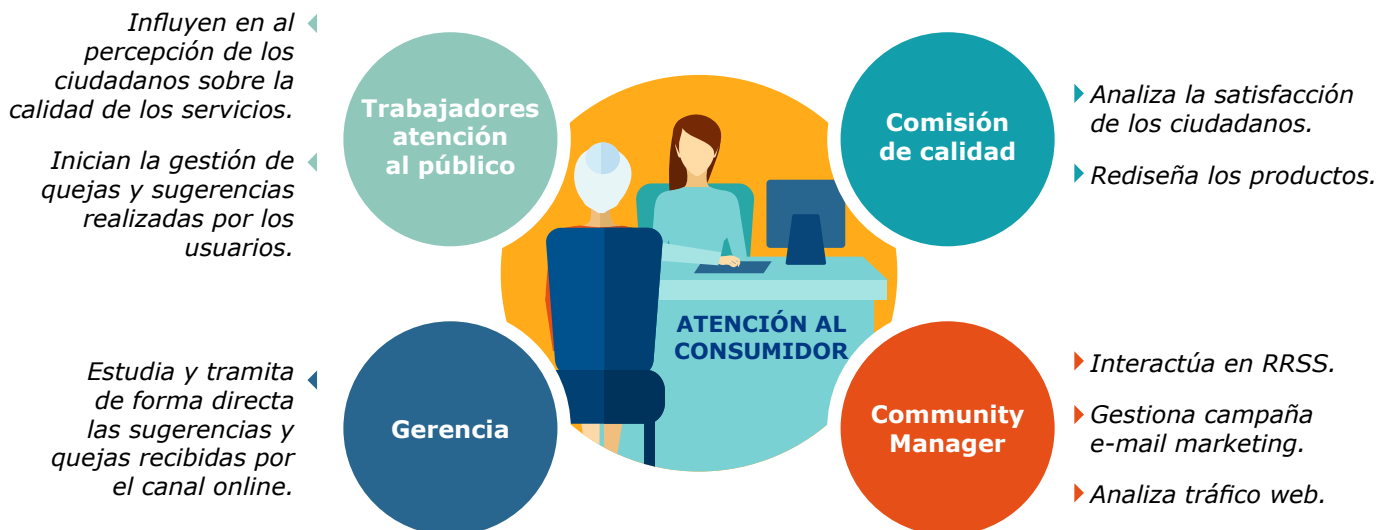 Influyen en al
percepción de los
ciudadanos sobre la
calidad de los servicios.
Inician la gestión de
quejas y sugerencias
realizadas por los
usuarios.
Trabajadores
atención
al público
Comisión
de calidad
Analiza la satisfacción
de los ciudadanos.
Rediseña los productos.
ATENCIÓN AL
CONSUMIDOR
Estudia y tramita
de forma directa
las sugerencias y
quejas recibidas por
el canal online.
Gerencia
Community
Manager
Interactúa en RRSS.
Gestiona campaña
e-mail marketing.
Analiza tráfico web.